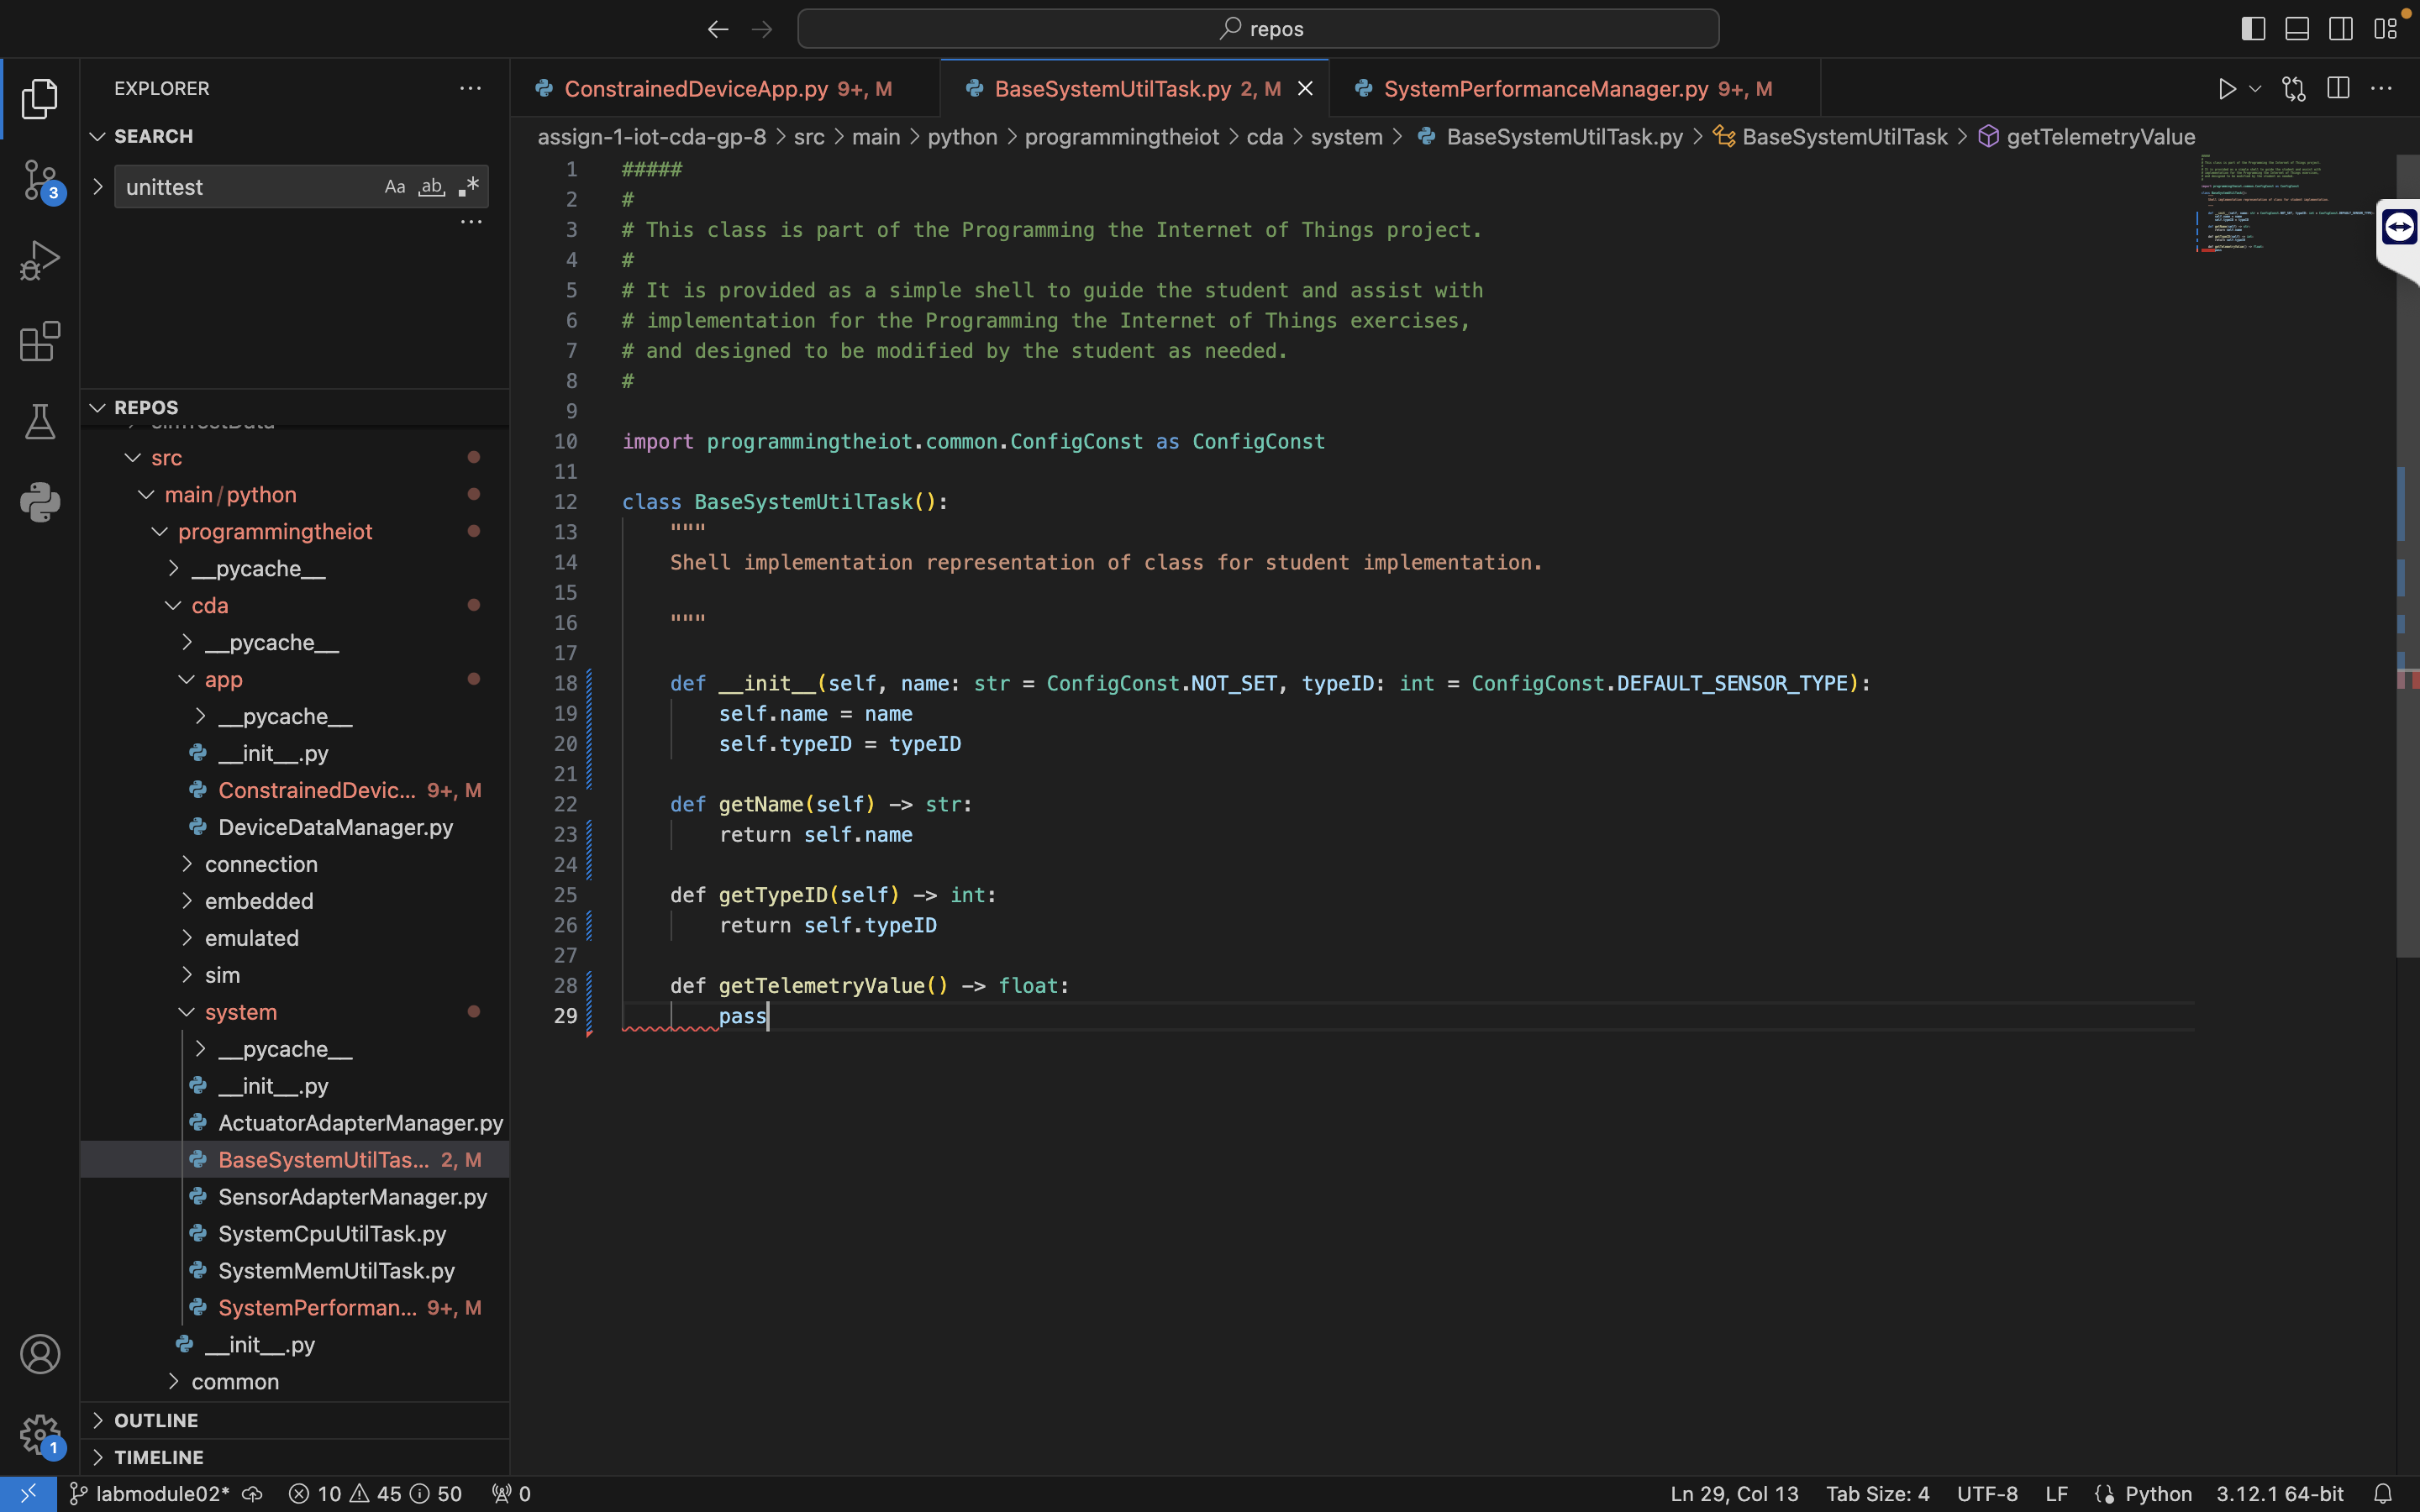 repos
EXPLORER
SEARCH
unittest
Aa ab
REPOS
src
main / python
programmingtheiot
__pycache__
cda
__pycache__
app
__pycache__
__init__.py
ConstrainedDevic... 9+, M
DeviceDataManager.py
connection
embedded
emulated
sim
system
__pycache__
__init__.py
ActuatorAdapterManager.py
BaseSystemUtilTas... 2, M
SensorAdapterManager.py
SystemCpuUtilTask.py
SystemMemUtilTask.py
SystemPerforman... 9+, M
__init__.py
common
OUTLINE
TIMELINE
3
1
ConstrainedDeviceApp.py 9+, M
BaseSystemUtilTask.py 2, M
SystemPerformanceManager.py 9+, M
assign-1-iot-cda-gp-8 > src > main > python > programmingtheiot > cda > system > BaseSystemUtilTask.py > BaseSystemUtilTask > getTelemetryValue
1 #####
2 #
3 # This class is part of the Programming the Internet of Things project.
4 #
5 # It is provided as a simple shell to guide the student and assist with
6 # implementation for the Programming the Internet of Things exercises,
7 # and designed to be modified by the student as needed.
8 #
9
10 import programmingtheiot.common.ConfigConst as ConfigConst
11
12 class BaseSystemUtilTask():
13 """
14 Shell implementation representation of class for student implementation.
15
16 """
17
18 def __init__(self, name: str = ConfigConst.NOT_SET, typeID: int = ConfigConst.DEFAULT_SENSOR_TYPE):
19 self.name = name
20 self.typeID = typeID
21
22 def getName(self) -> str:
23 return self.name
24
25 def getTypeID(self) -> int:
26 return self.typeID
27
28 def getTelemetryValue() -> float:
29 pass
labmodule02* 10 45 50 0
Ln 29, Col 13 Tab Size: 4 UTF-8 LF Python 3.12.1 64-bit